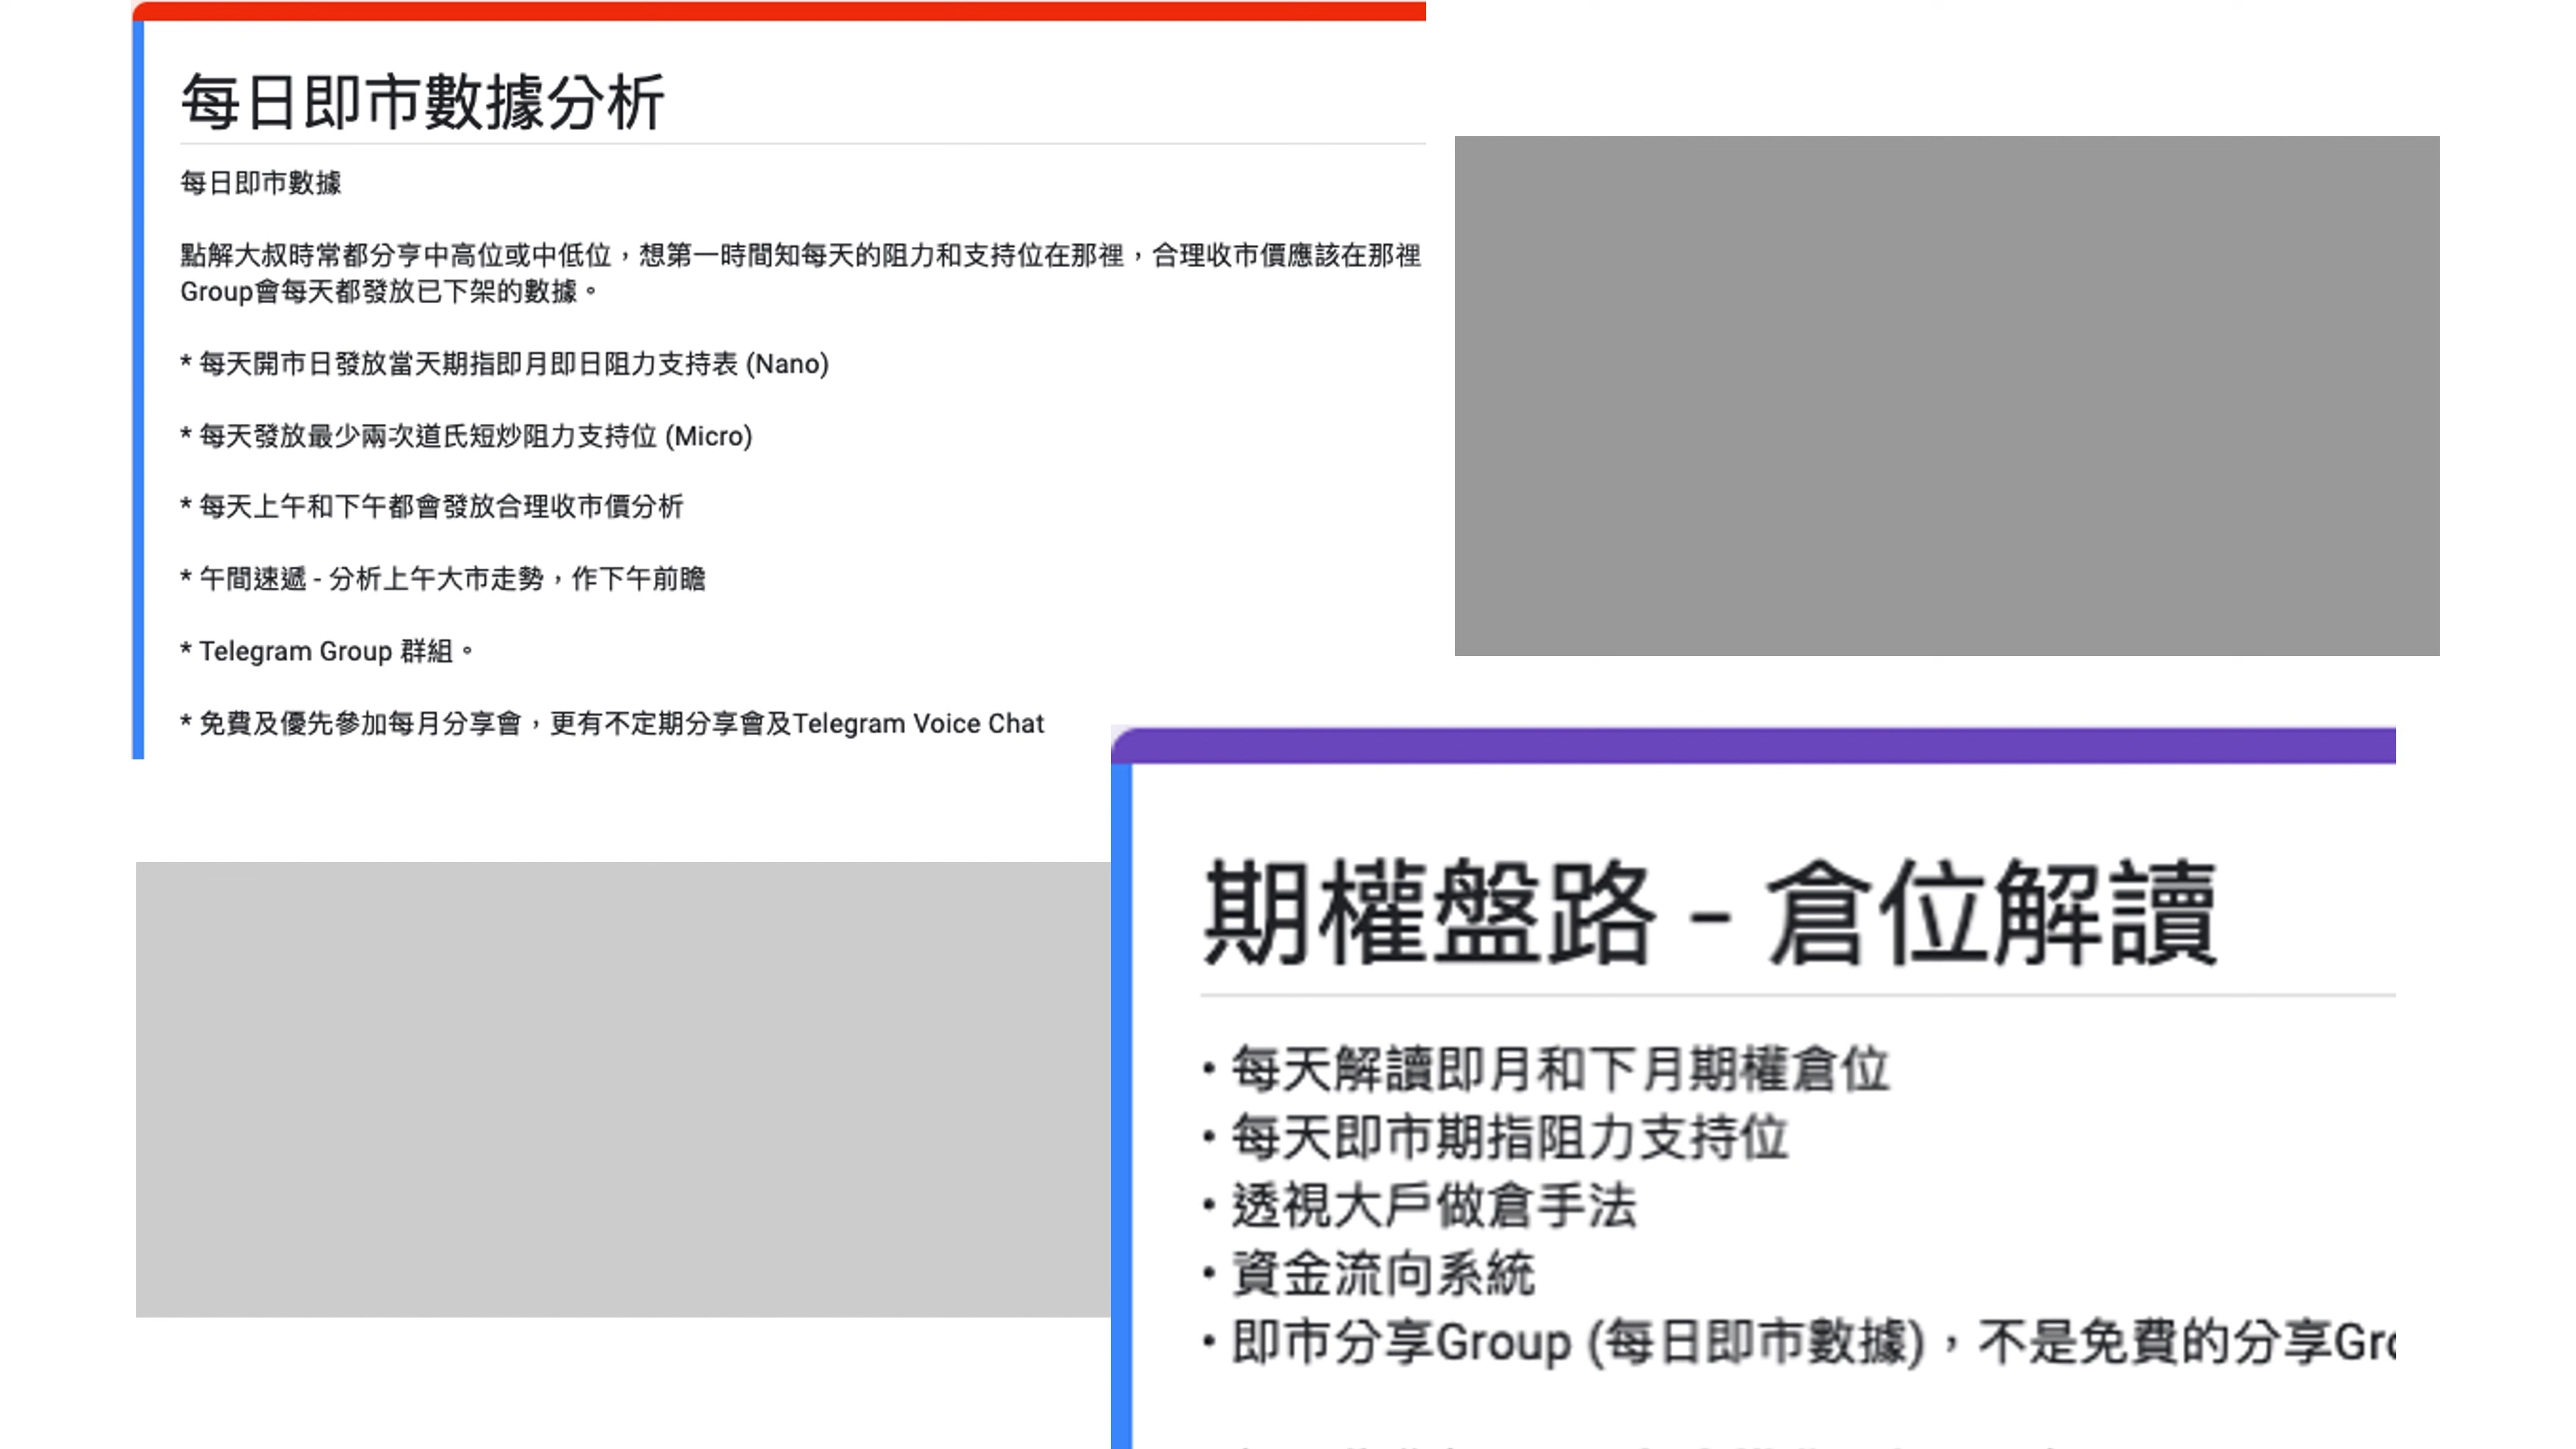 每日即市數據分析
每日即市數據
點解大叔時常都分亨中高位或中低位，想第一時間知每天的阻力和支持位在那裡，合理收市價應該在那裡
Group會每天都發放已下架的數據。
* 每天開市日發放當天期指即月即日阻力支持表 (Nano)
* 每天發放最少兩次道氏短炒阻力支持位 (Micro)
* 每天上午和下午都會發放合理收市價分析
* 午間速遞 - 分析上午大市走勢，作下午前瞻
* Telegram Group 群組。
* 免費及優先參加每月分享會，更有不定期分享會及Telegram Voice Chat
期權盤路 - 倉位解讀
• 每天解讀即月和下月期權倉位
• 每天即市期指阻力支持位
• 透視大戶做倉手法
• 資金流向系統
• 即市分享Group (每日即市數據)，不是免費的分享Gro